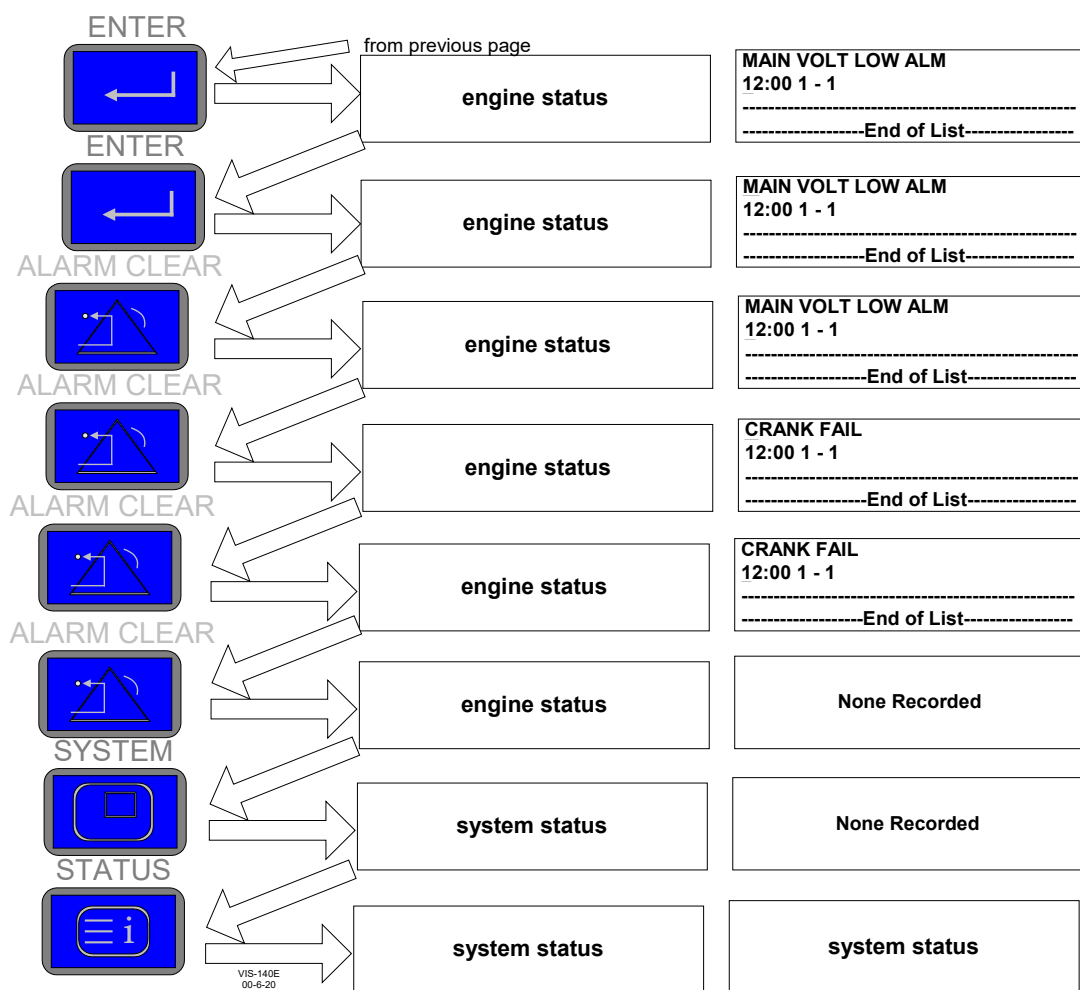 ENTER
from previous page
engine status
MAIN VOLT LOW ALM
12:00 1 - 1
-------------------------------------------------------------
--------------------End of List-------------------
ENTER
engine status
MAIN VOLT LOW ALM
12:00 1 - 1
-------------------------------------------------------------
--------------------End of List-------------------
ALARM CLEAR
engine status
MAIN VOLT LOW ALM
12:00 1 - 1
-------------------------------------------------------------
--------------------End of List-------------------
ALARM CLEAR
engine status
CRANK FAIL
12:00 1 - 1
-------------------------------------------------------------
--------------------End of List-------------------
ALARM CLEAR
engine status
CRANK FAIL
12:00 1 - 1
-------------------------------------------------------------
--------------------End of List-------------------
ALARM CLEAR
engine status
None Recorded
SYSTEM
system status
None Recorded
STATUS
i
system status
system status
VIS-140E
00-6-20